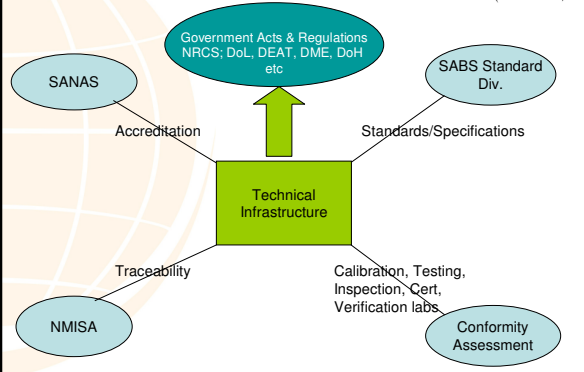 Government Acts & Regulations
NRCS; DoL, DEAT, DME, DoH
etc
SANAS
SABS Standard
Div.
Accreditation
Standards/Specifications
Technical
Infrastructure
Traceability
Calibration, Testing,
Inspection, Cert,
Verification labs
NMISA
Conformity
Assessment